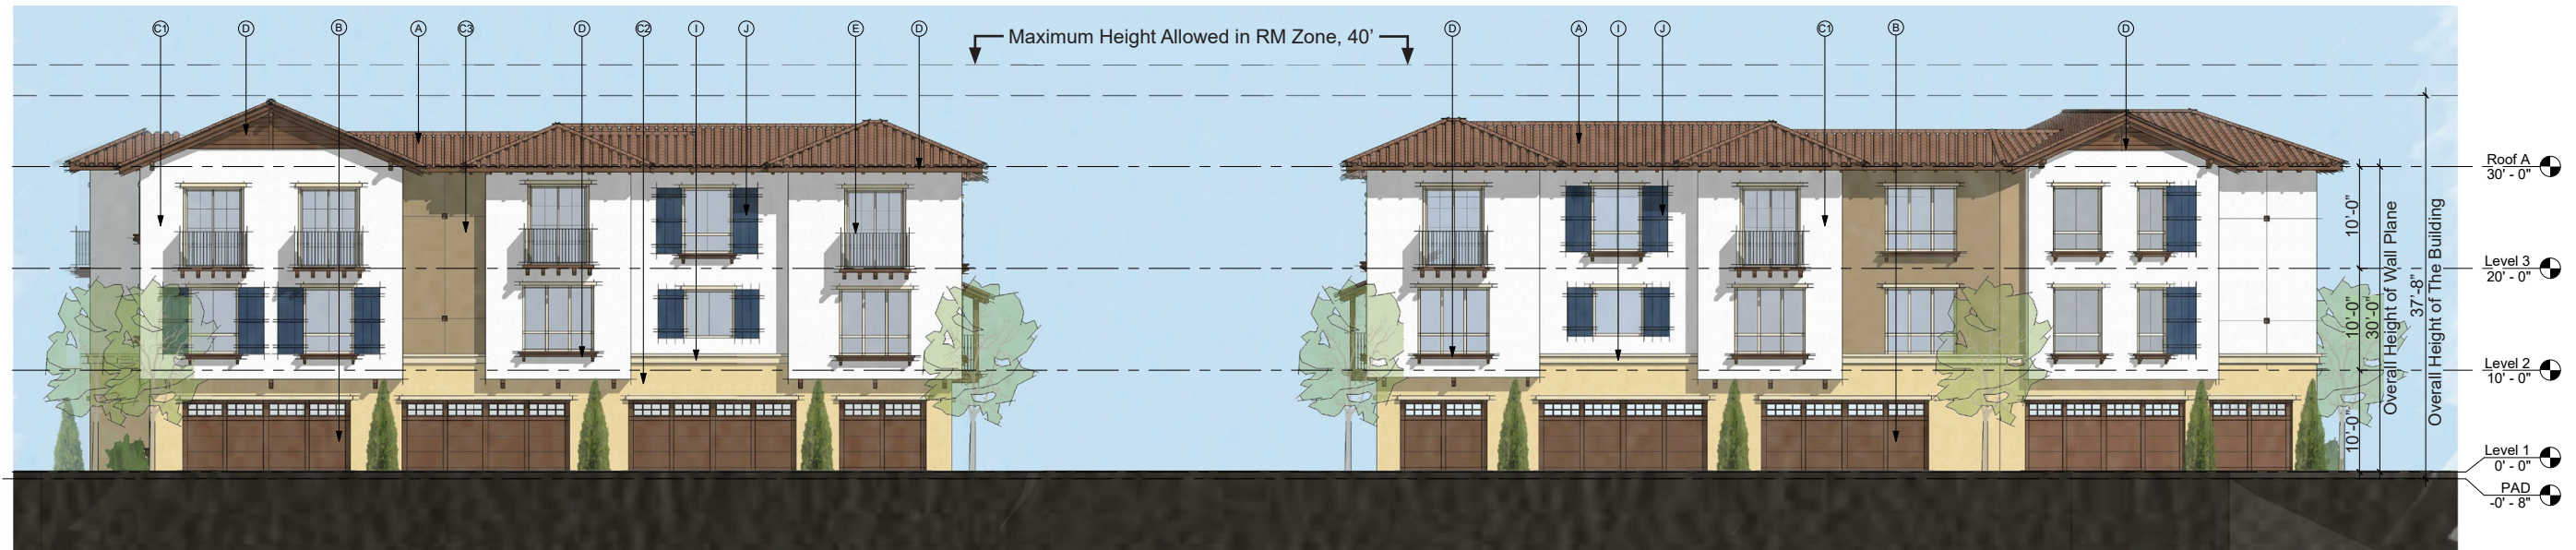 C1 D B A C3 D C2 I J E D
Maximum Height Allowed in RM Zone, 40’
D A I J C1 B D
Roof A
30' - 0"
Level 3
20' - 0"
Level 2
10' - 0"
Level 1
0' - 0"
PAD
-0' - 8"
10'-0"
10'-0"
10'-0"
30'-0"
Overall Height of Wall Plane
37'-8"
Overall Height of The Building